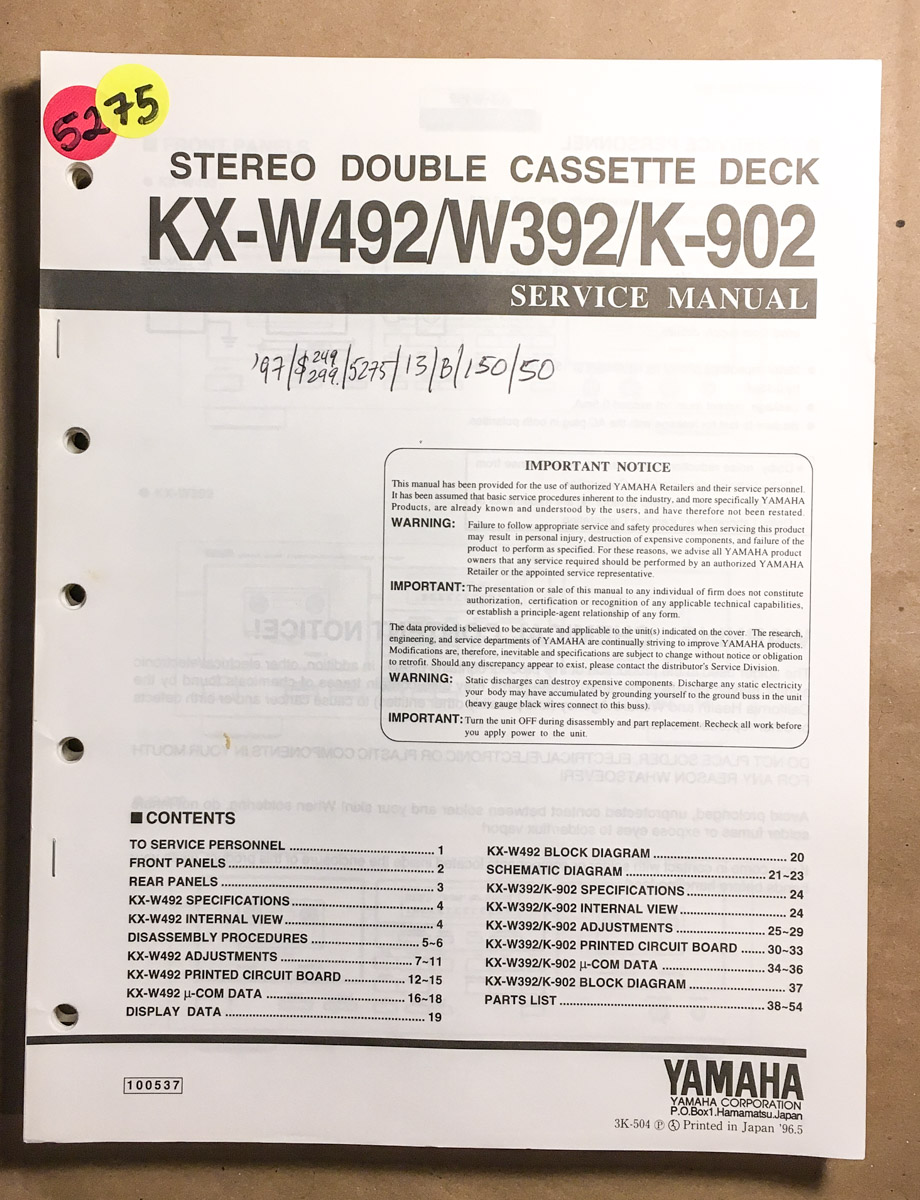 5275
STEREO DOUBLE CASSETTE DECK
KX-W492/W392/K-902
SERVICE MANUAL
'97/$249/5275/13/B/150/50
299.
IMPORTANT NOTICE
This manual has been provided for the use of authorized YAMAHA Retailers and their service personnel.
It has been assumed that basic service procedures inherent to the industry, and more specifically YAMAHA
Products, are already known and understood by the users, and have therefore not been restated.
WARNING: Failure to follow appropriate service and safety procedures when servicing this product
may result in personal injury, destruction of expensive components, and failure of the
product to perform as specified. For these reasons, we advise all YAMAHA product
owners that any service required should be performed by an authorized YAMAHA
Retailer or the appointed service representative.
IMPORTANT: The presentation or sale of this manual to any individual of firm does not constitute
authorization, certification or recognition of any applicable technical capabilities,
or establish a principle-agent relationship of any form.
The data provided is believed to be accurate and applicable to the unit(s) indicated on the cover. The research,
engineering, and service departments of YAMAHA are continually striving to improve YAMAHA products.
Modifications are, therefore, inevitable and specifications are subject to change without notice or obligation
to retrofit. Should any discrepancy appear to exist, please contact the distributor's Service Division.
WARNING: Static discharges can destroy expensive components. Discharge any static electricity
your body may have accumulated by grounding yourself to the ground buss in the unit
(heavy gauge black wires connect to this buss).
IMPORTANT: Turn the unit OFF during disassembly and part replacement. Recheck all work before
you apply power to the unit.
■ CONTENTS
TO SERVICE PERSONNEL ........ 1
FRONT PANELS ........ 2
REAR PANELS ........ 3
KX-W492 SPECIFICATIONS ........ 4
KX-W492 INTERNAL VIEW ........ 4
DISASSEMBLY PROCEDURES ........ 5~6
KX-W492 ADJUSTMENTS ........ 7~11
KX-W492 PRINTED CIRCUIT BOARD ........ 12~15
KX-W492 μ-COM DATA ........ 16~18
DISPLAY DATA ........ 19
KX-W492 BLOCK DIAGRAM ........ 20
SCHEMATIC DIAGRAM ........ 21~23
KX-W392/K-902 SPECIFICATIONS ........ 24
KX-W392/K-902 INTERNAL VIEW ........ 24
KX-W392/K-902 ADJUSTMENTS ........ 25~29
KX-W392/K-902 PRINTED CIRCUIT BOARD ........ 30~33
KX-W392/K-902 μ-COM DATA ........ 34~36
KX-W392/K-902 BLOCK DIAGRAM ........ 37
PARTS LIST ........ 38~54
100537
YAMAHA
YAMAHA CORPORATION
P.O.Box1.Hamamatsu.Japan
3K-504 Ⓟ Printed in Japan '96.5